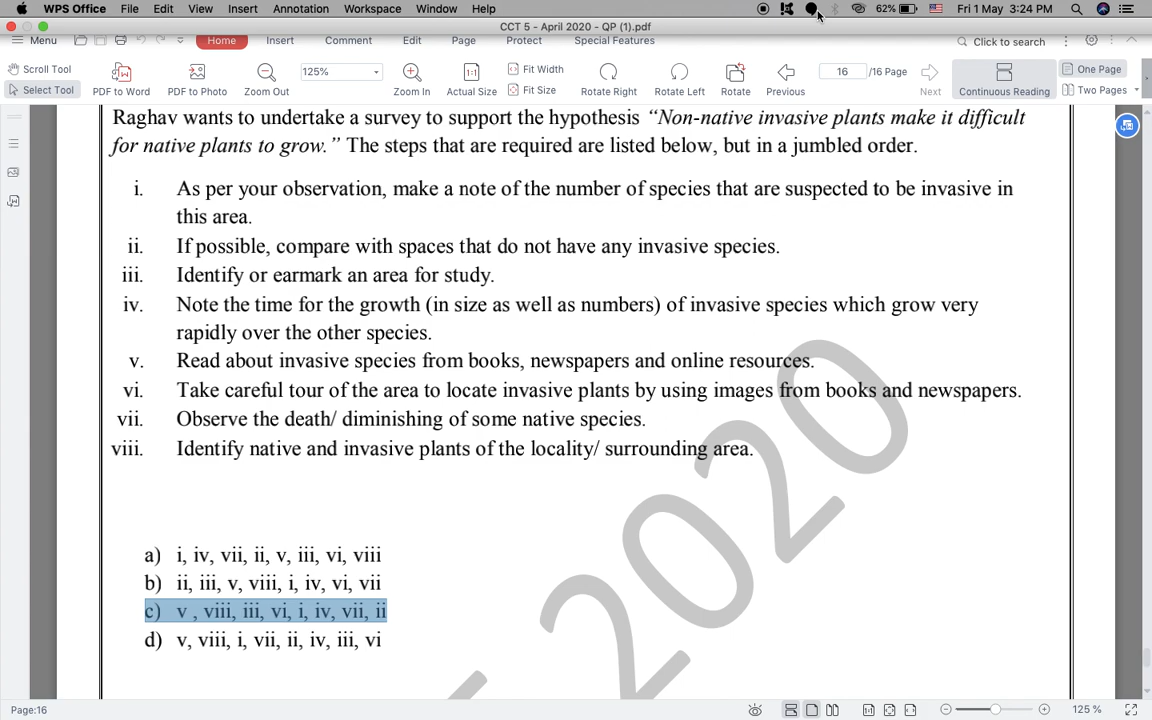 WPS Office File Edit View Insert Annotation Workspace Window Help 62% Fri 1 May 3:24 PM
CCT 5 - April 2020 - QP (1).pdf
Menu Home Insert Comment Edit Page Protect Special Features Click to search
Scroll Tool
Select Tool
PDF to Word PDF to Photo Zoom Out 125% Zoom In Actual Size Fit Width Fit Size Rotate Right Rotate Left Rotate Previous 16 /16 Page Next Continuous Reading One Page Two Pages
Raghav wants to undertake a survey to support the hypothesis “Non-native invasive plants make it difficult
for native plants to grow.” The steps that are required are listed below, but in a jumbled order.
i. As per your observation, make a note of the number of species that are suspected to be invasive in
this area.
ii. If possible, compare with spaces that do not have any invasive species.
iii. Identify or earmark an area for study.
iv. Note the time for the growth (in size as well as numbers) of invasive species which grow very
rapidly over the other species.
v. Read about invasive species from books, newspapers and online resources.
vi. Take careful tour of the area to locate invasive plants by using images from books and newspapers.
vii. Observe the death/ diminishing of some native species.
viii. Identify native and invasive plants of the locality/ surrounding area.
a) i, iv, vii, ii, v, iii, vi, viii
b) ii, iii, v, viii, i, iv, vi, vii
c) v , viii, iii, vi, i, iv, vii, ii
d) v, viii, i, vii, ii, iv, iii, vi
2020
Page:16 125 %